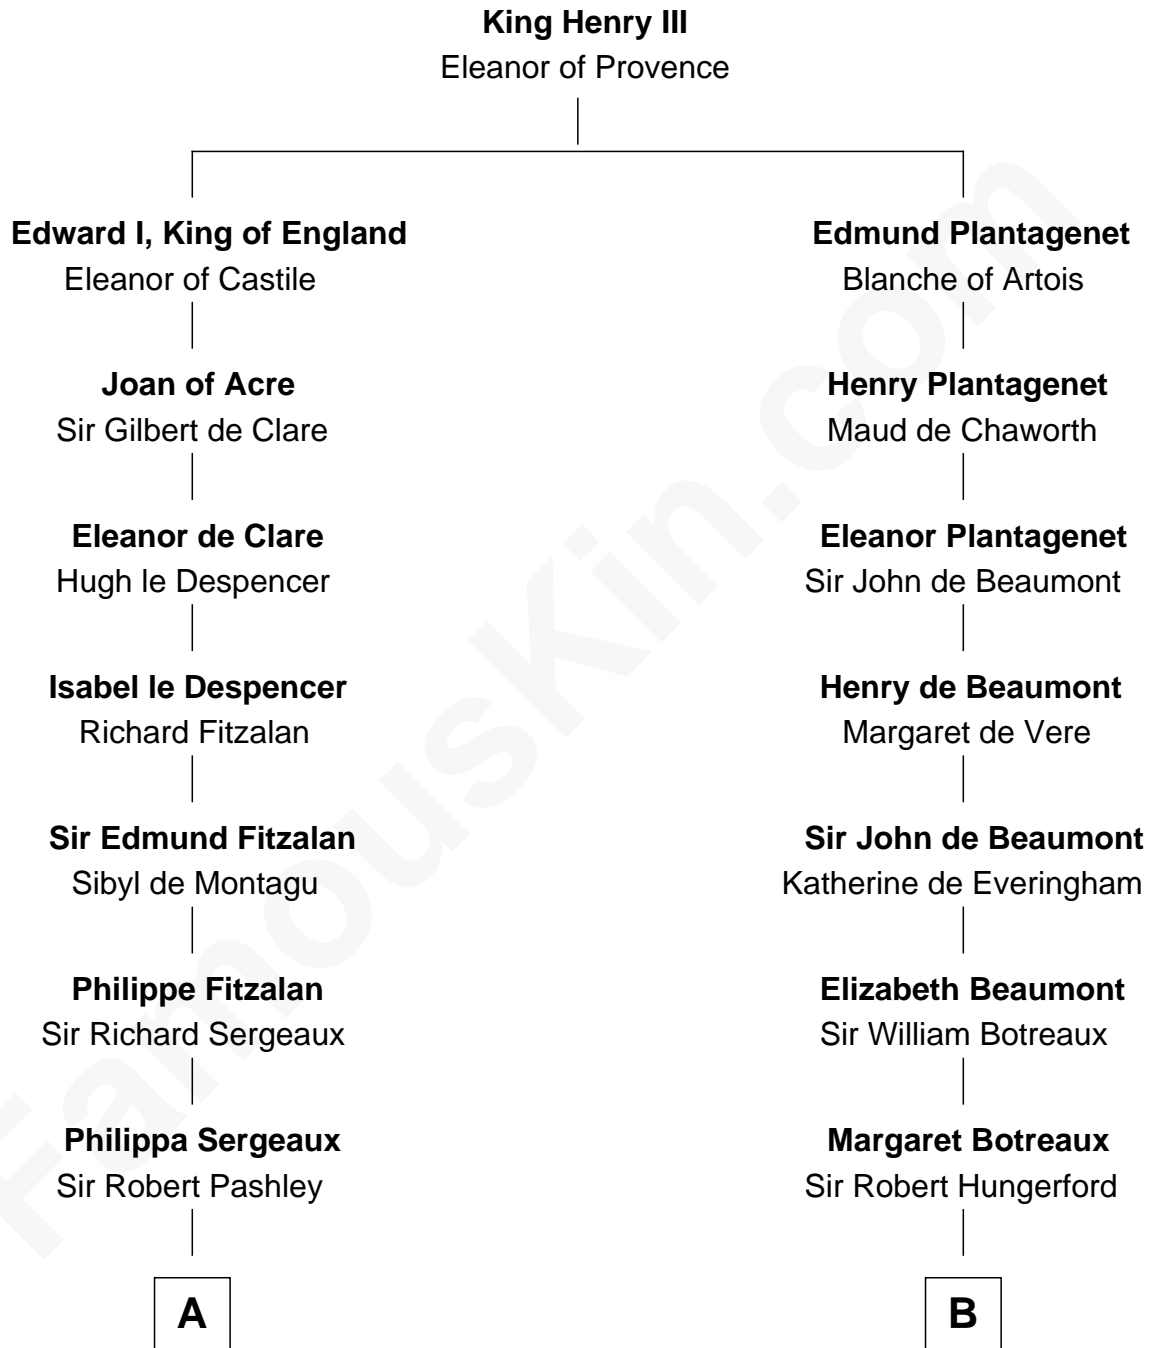 King Henry III
Eleanor of Provence
Edward I, King of England
Eleanor of Castile
Joan of Acre
Sir Gilbert de Clare
Eleanor de Clare
Hugh le Despencer
Isabel le Despencer
Richard Fitzalan
Sir Edmund Fitzalan
Sibyl de Montagu
Philippe Fitzalan
Sir Richard Sergeaux
Philippa Sergeaux
Sir Robert Pashley
A
Edmund Plantagenet
Blanche of Artois
Henry Plantagenet
Maud de Chaworth
Eleanor Plantagenet
Sir John de Beaumont
Henry de Beaumont
Margaret de Vere
Sir John de Beaumont
Katherine de Everingham
Elizabeth Beaumont
Sir William Botreaux
Margaret Botreaux
Sir Robert Hungerford
B
FamousKin.com